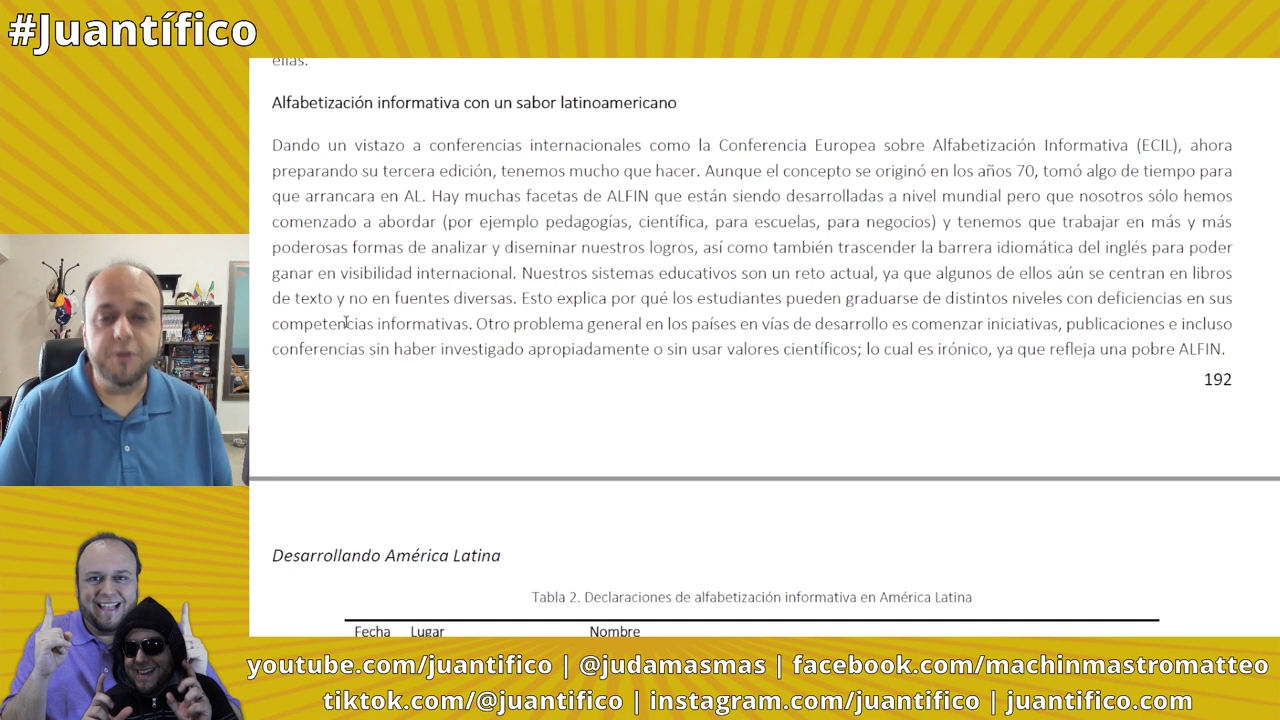 #Juantífico
ellas.
Alfabetización informativa con un sabor latinoamericano
Dando un vistazo a conferencias internacionales como la Conferencia Europea sobre Alfabetización Informativa (ECIL), ahora
preparando su tercera edición, tenemos mucho que hacer. Aunque el concepto se originó en los años 70, tomó algo de tiempo para
que arrancara en AL. Hay muchas facetas de ALFIN que están siendo desarrolladas a nivel mundial pero que nosotros sólo hemos
comenzado a abordar (por ejemplo pedagogías, científica, para escuelas, para negocios) y tenemos que trabajar en más y más
poderosas formas de analizar y diseminar nuestros logros, así como también trascender la barrera idiomática del inglés para poder
ganar en visibilidad internacional. Nuestros sistemas educativos son un reto actual, ya que algunos de ellos aún se centran en libros
de texto y no en fuentes diversas. Esto explica por qué los estudiantes pueden graduarse de distintos niveles con deficiencias en sus
competencias informativas. Otro problema general en los países en vías de desarrollo es comenzar iniciativas, publicaciones e incluso
conferencias sin haber investigado apropiadamente o sin usar valores científicos; lo cual es irónico, ya que refleja una pobre ALFIN.
192
Desarrollando América Latina
Tabla 2. Declaraciones de alfabetización informativa en América Latina
Fecha Lugar Nombre
youtube.com/juantifico | @judamasmas | facebook.com/machinmastromatteo
tiktok.com/@juantifico | instagram.com/juantifico | juantifico.com